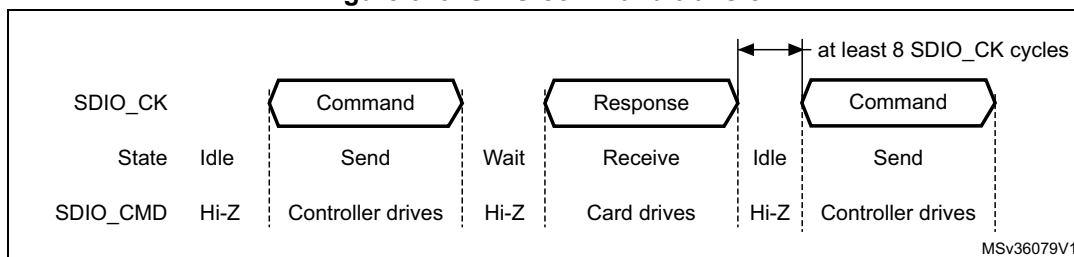 at least 8 SDIO_CK cycles
SDIO_CK Command Response Command
State Idle Send Wait Receive Idle Send
SDIO_CMD Hi-Z Controller drives Hi-Z Card drives Hi-Z Controller drives
MSv36079V1